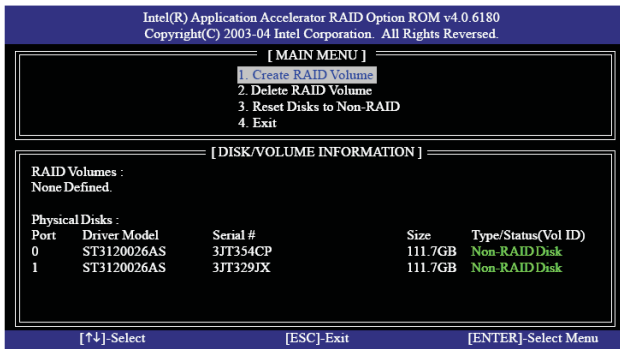 Intel(R) Application Accelerator RAID Option ROM v4.0.6180
Copyright(C) 2003-04 Intel Corporation. All Rights Reversed.
[ MAIN MENU ]
1. Create RAID Volume
2. Delete RAID Volume
3. Reset Disks to Non-RAID
4. Exit
[ DISK/VOLUME INFORMATION ]
RAID Volumes :
None Defined.
Physical Disks :
Port Driver Model Serial # Size Type/Status(Vol ID)
0 ST3120026AS 3JT354CP 111.7GB Non-RAID Disk
1 ST3120026AS 3JT329JX 111.7GB Non-RAID Disk
[↑↓]-Select [ESC]-Exit [ENTER]-Select Menu